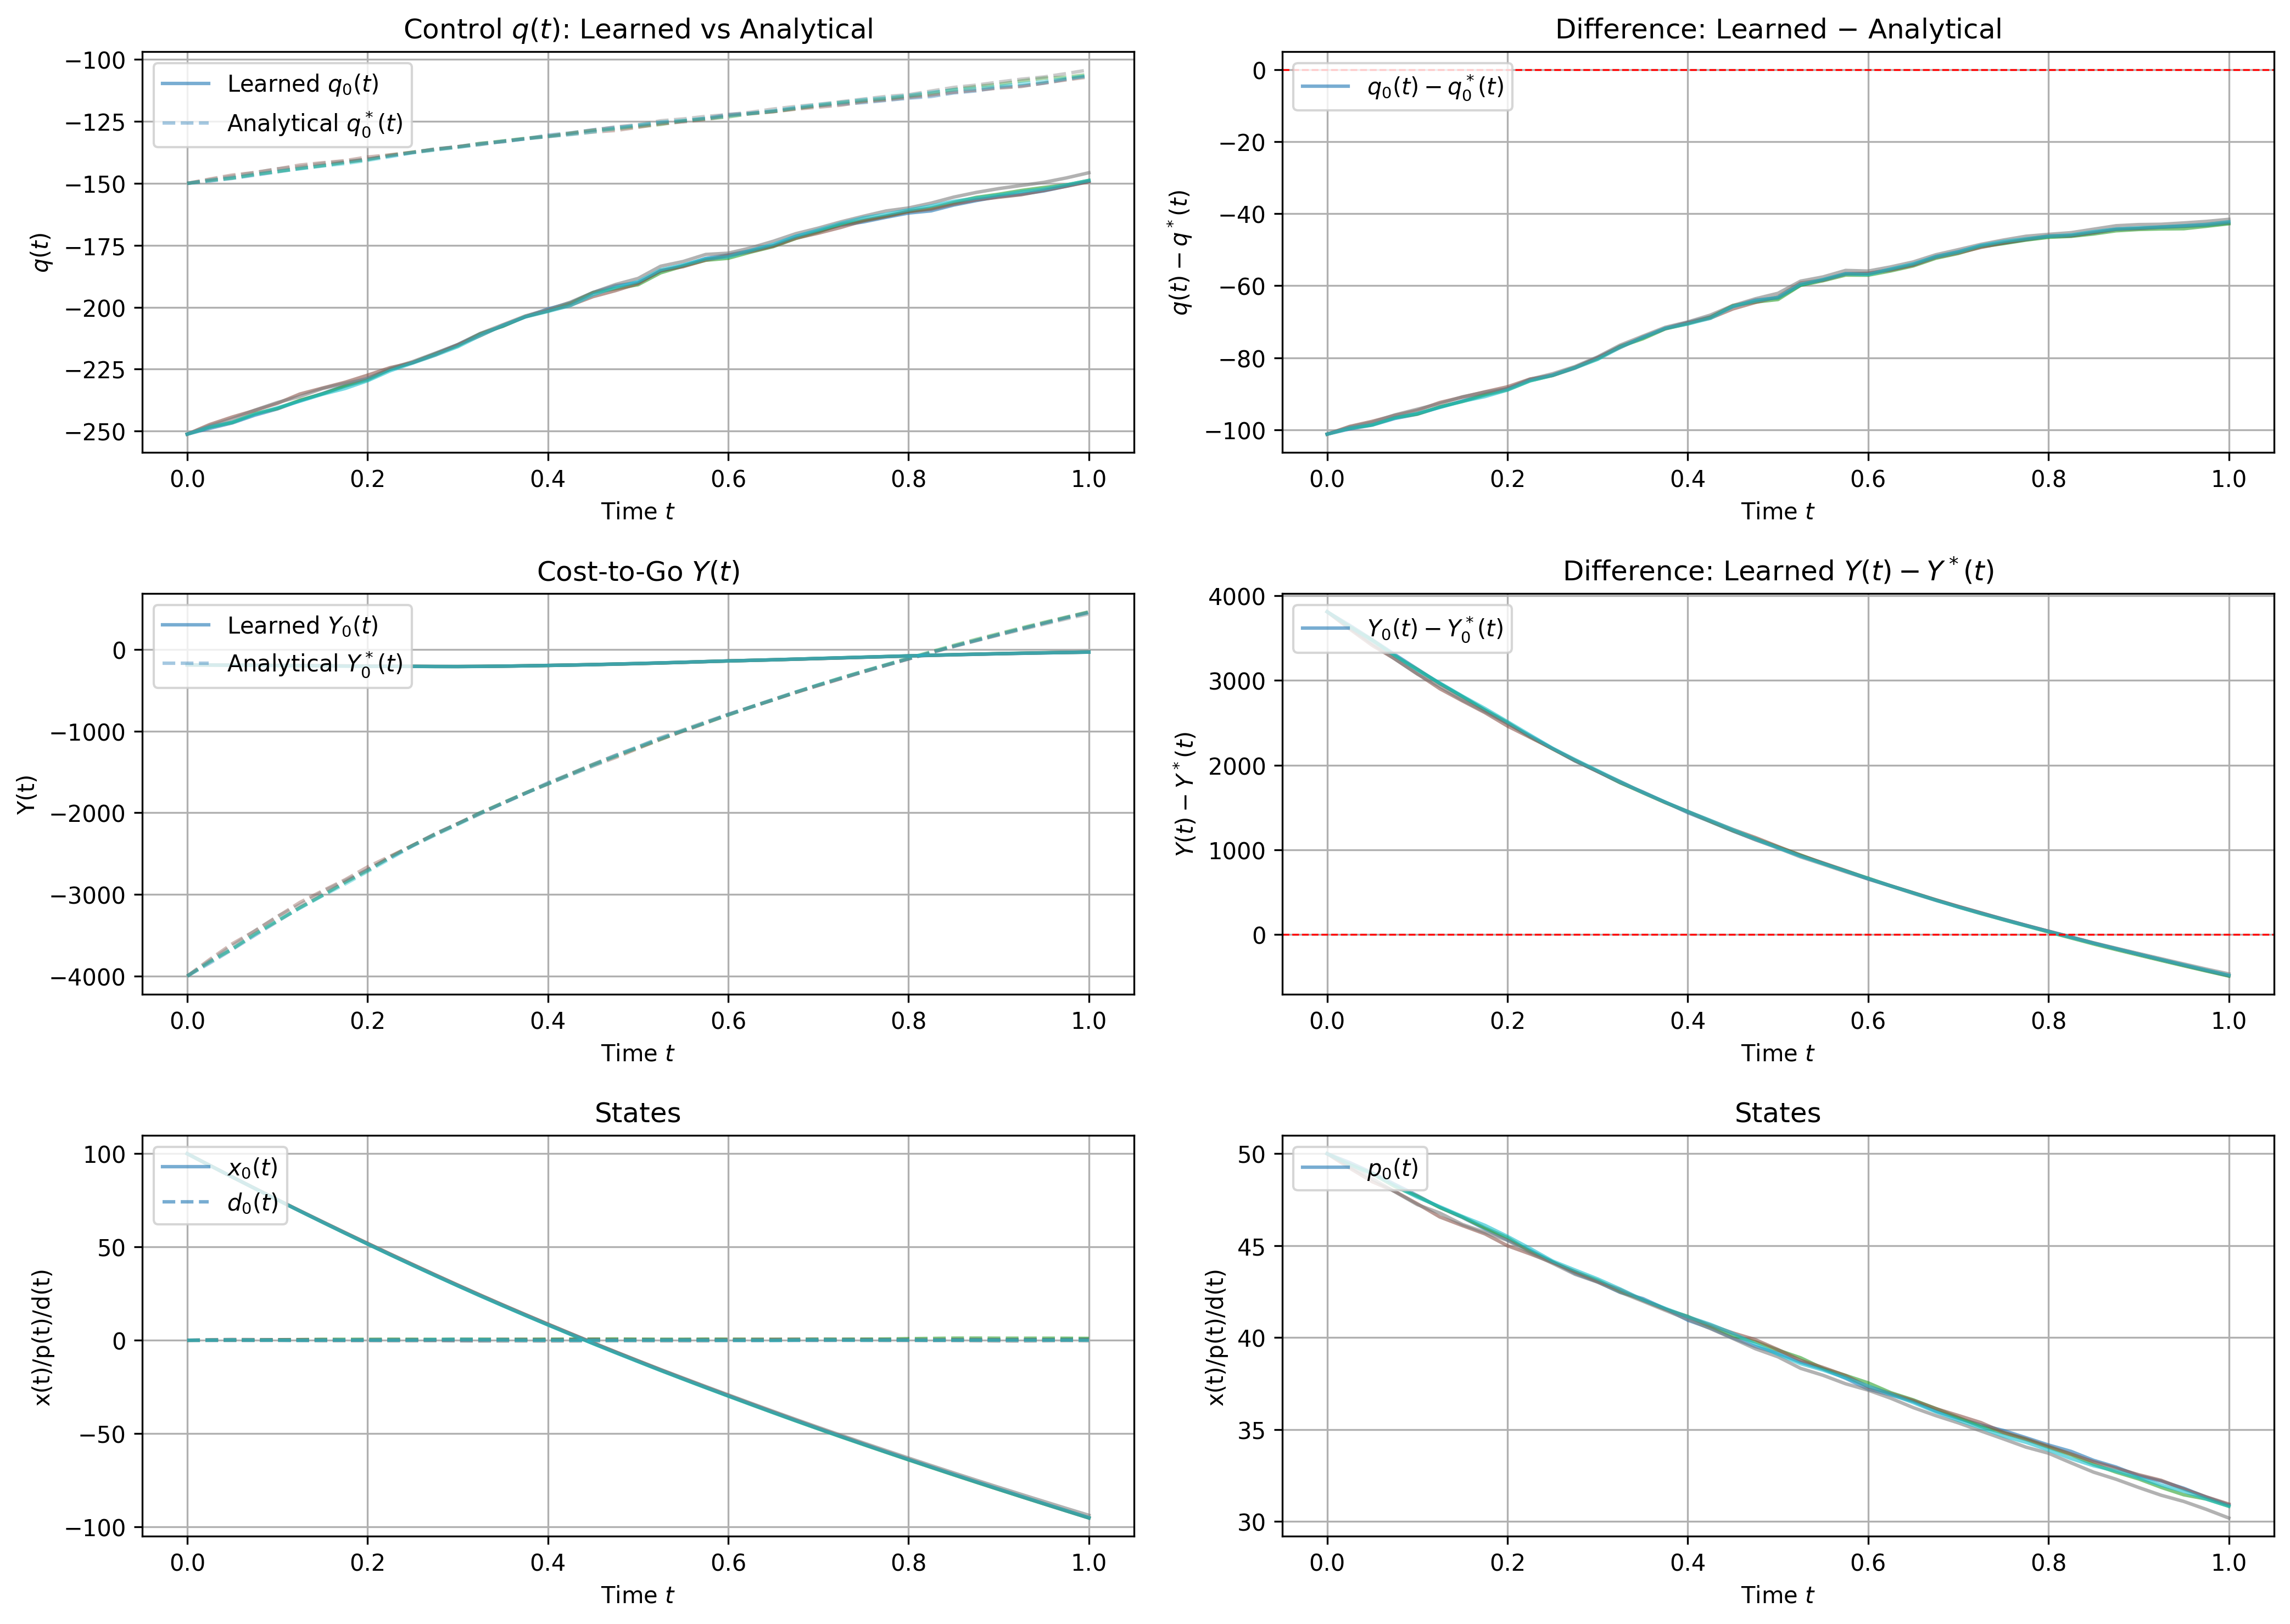 Control q(t): Learned vs Analytical
Learned q₀(t)
Analytical q₀*(t)
q(t)
−100
−125
−150
−175
−200
−225
−250
0.0 0.2 0.4 0.6 0.8 1.0
Time t
Difference: Learned − Analytical
q₀(t) − q₀*(t)
q(t) − q*(t)
0
−20
−40
−60
−80
−100
0.0 0.2 0.4 0.6 0.8 1.0
Time t
Cost-to-Go Y(t)
Learned Y₀(t)
Analytical Y₀*(t)
Y(t)
0
−1000
−2000
−3000
−4000
0.0 0.2 0.4 0.6 0.8 1.0
Time t
Difference: Learned Y(t) − Y*(t)
Y₀(t) − Y₀*(t)
Y(t) − Y*(t)
4000
3000
2000
1000
0
0.0 0.2 0.4 0.6 0.8 1.0
Time t
States
x₀(t)
d₀(t)
x(t)/p(t)/d(t)
100
50
0
−50
−100
0.0 0.2 0.4 0.6 0.8 1.0
Time t
States
p₀(t)
x(t)/p(t)/d(t)
50
45
40
35
30
0.0 0.2 0.4 0.6 0.8 1.0
Time t